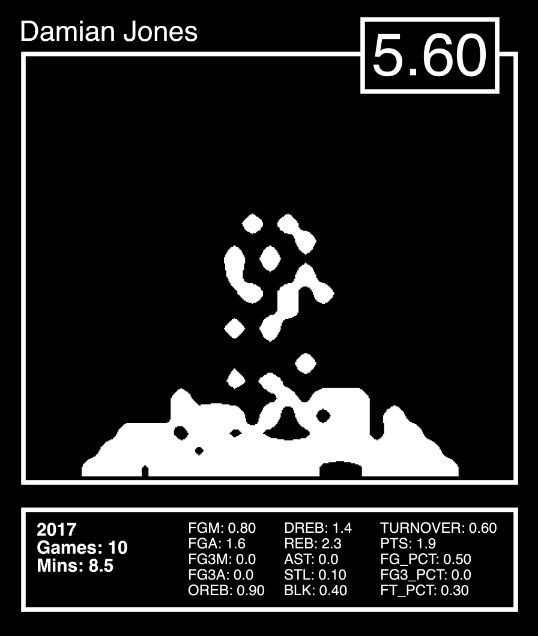 Damian Jones
5.60
2017
Games: 10
Mins: 8.5
FGM: 0.80
FGA: 1.6
FG3M: 0.0
FG3A: 0.0
OREB: 0.90
DREB: 1.4
REB: 2.3
AST: 0.0
STL: 0.10
BLK: 0.40
TURNOVER: 0.60
PTS: 1.9
FG_PCT: 0.50
FG3_PCT: 0.0
FT_PCT: 0.30